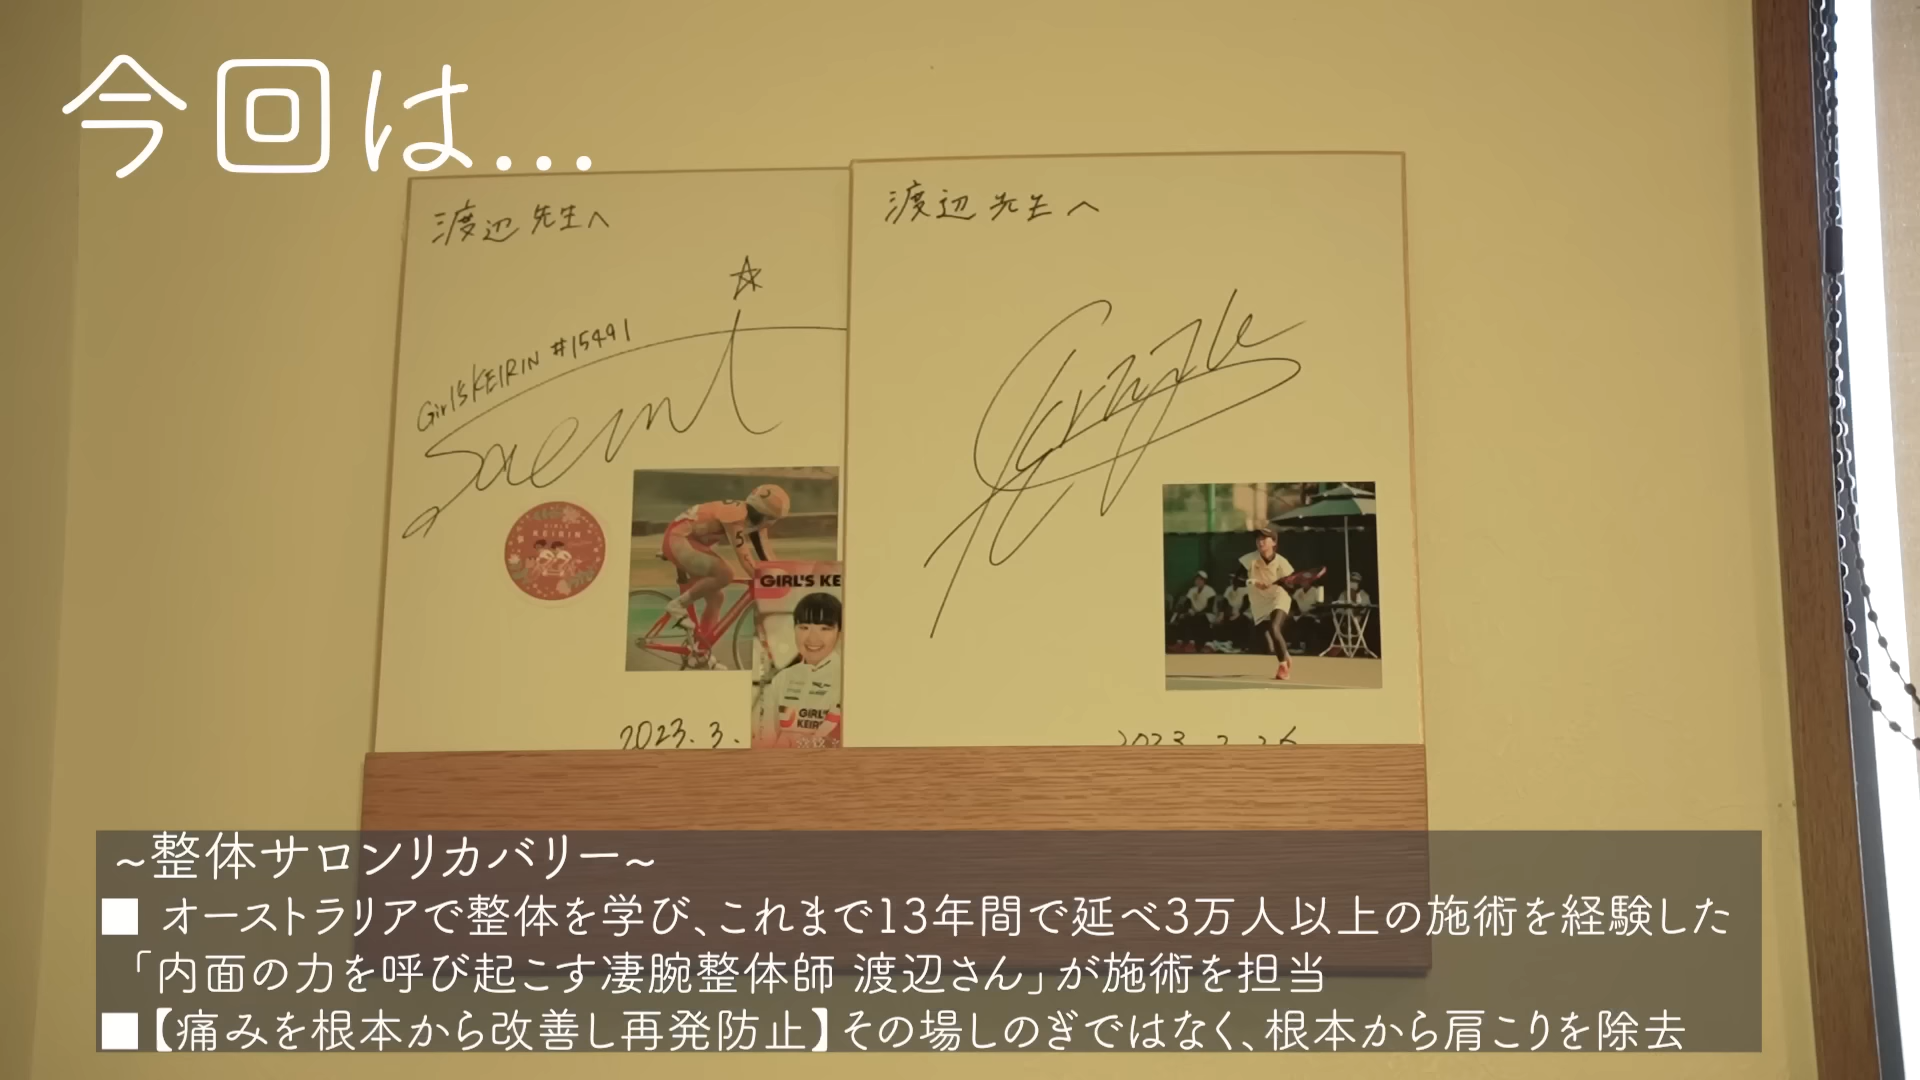 今回は...
渡辺先生へ
Girl's KEIRIN #15491
KEIRIN
GIRL'S KE
GIRL'S
KEIRI
2023.3.
渡辺先生へ
~整体サロンリカバリー~
■ オーストラリアで整体を学び、これまで13年間で延べ3万人以上の施術を経験した
「内面の力を呼び起こす凄腕整体師 渡辺さん」が施術を担当
■【痛みを根本から改善し再発防止】その場しのぎではなく、根本から肩こりを除去